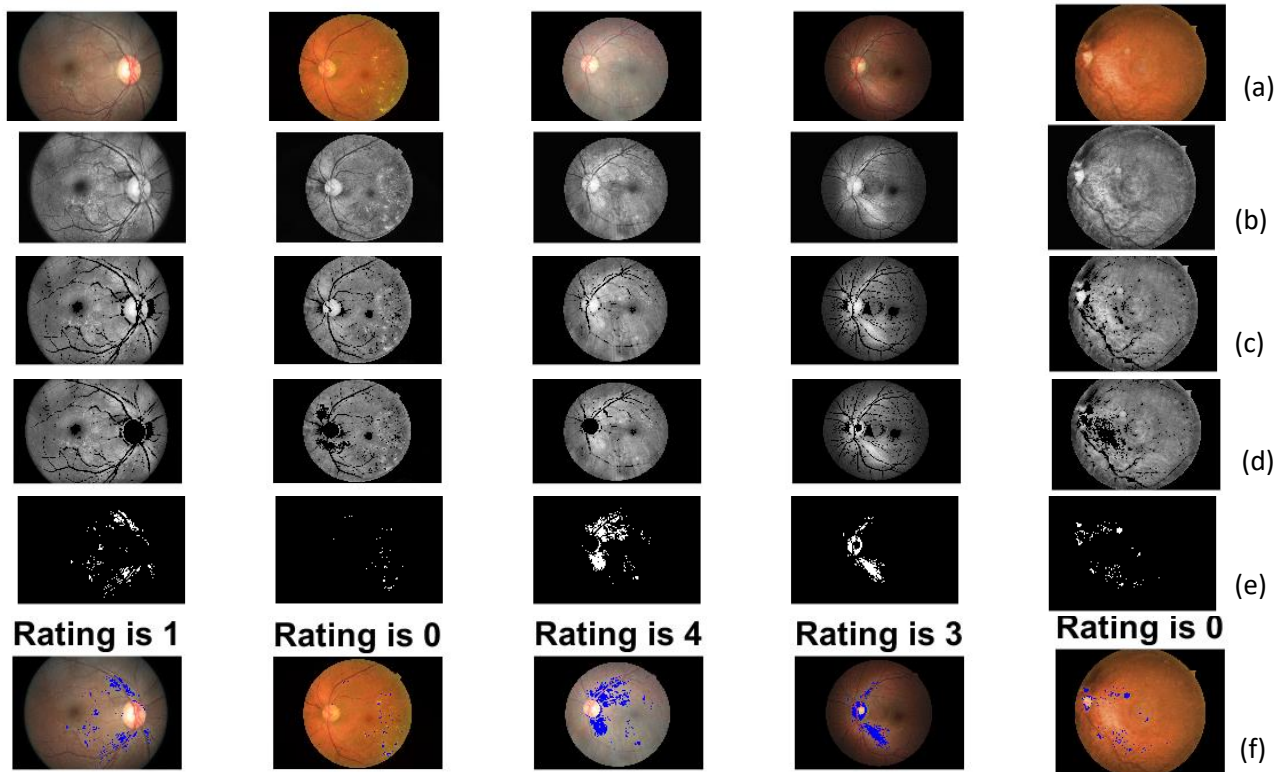 (a)
(b)
(c)
(d)
(e)
Rating is 1 Rating is 0 Rating is 4 Rating is 3 Rating is 0
(f)